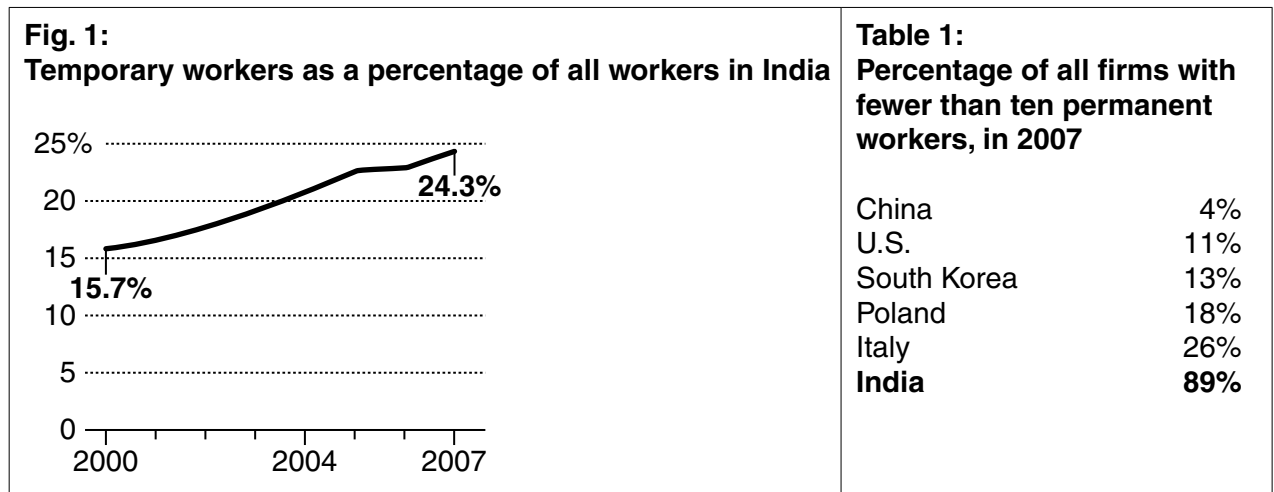 Fig. 1:
Temporary workers as a percentage of all workers in India
25%
24.3%
20
15
15.7%
10
5
0
2000 2004 2007
Table 1:
Percentage of all firms with
fewer than ten permanent
workers, in 2007
China 4%
U.S. 11%
South Korea 13%
Poland 18%
Italy 26%
India 89%